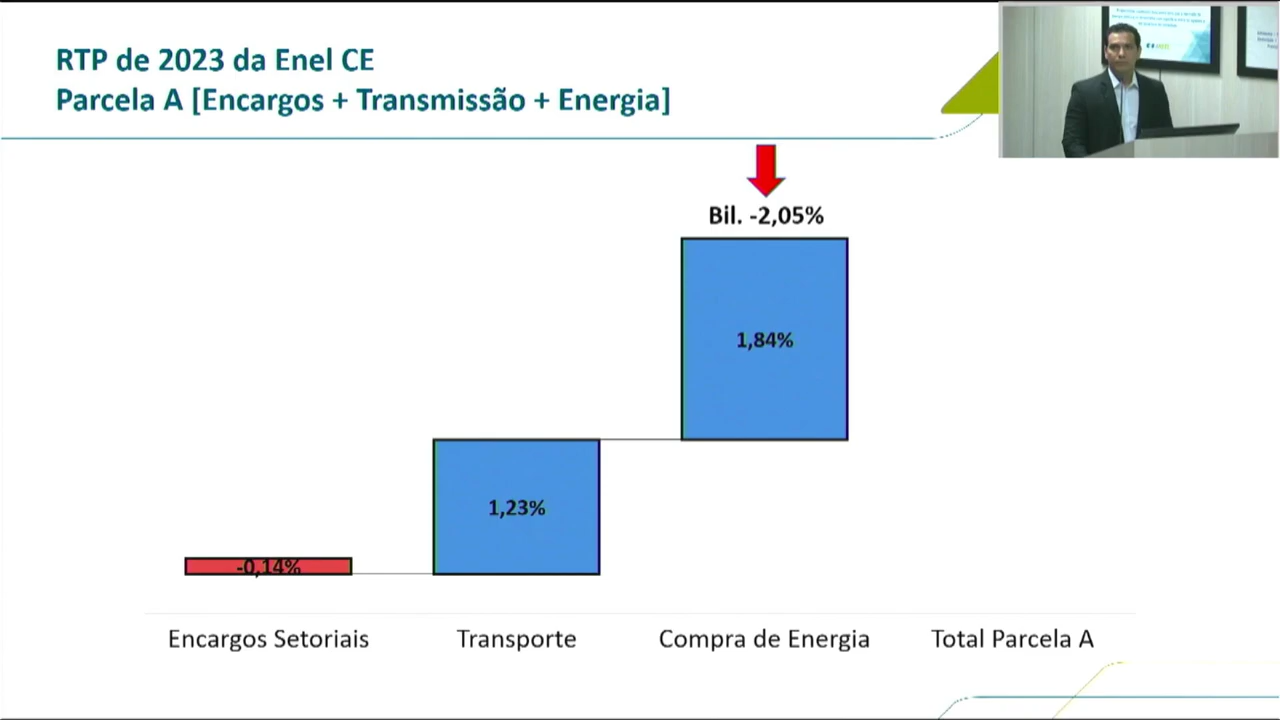 RTP de 2023 da Enel CE
Parcela A [Encargos + Transmissão + Energia]
Bil. -2,05%
1,84%
1,23%
-0,14%
Encargos Setoriais
Transporte
Compra de Energia
Total Parcela A